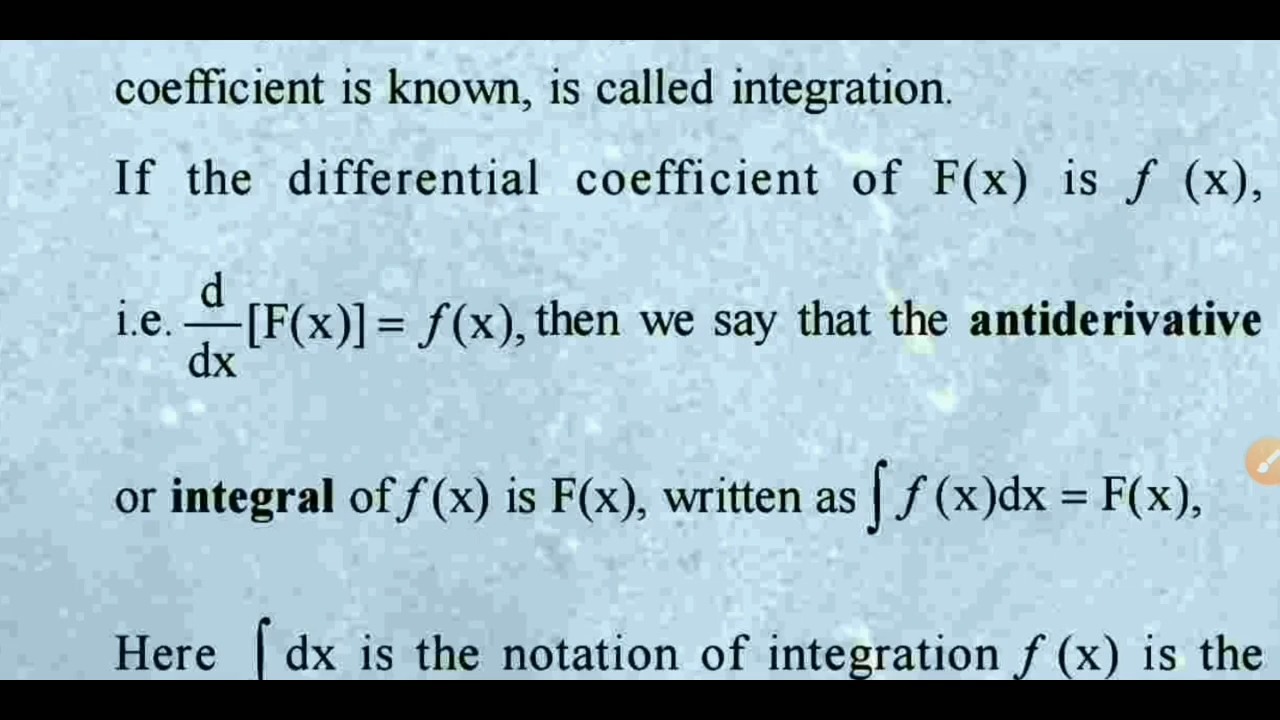 coefficient is known, is called integration.
If the differential coefficient of F(x) is f (x),
i.e. d/dx [F(x)] = f(x), then we say that the antiderivative
or integral of f (x) is F(x), written as ∫ f (x)dx = F(x),
Here ∫ dx is the notation of integration f (x) is the